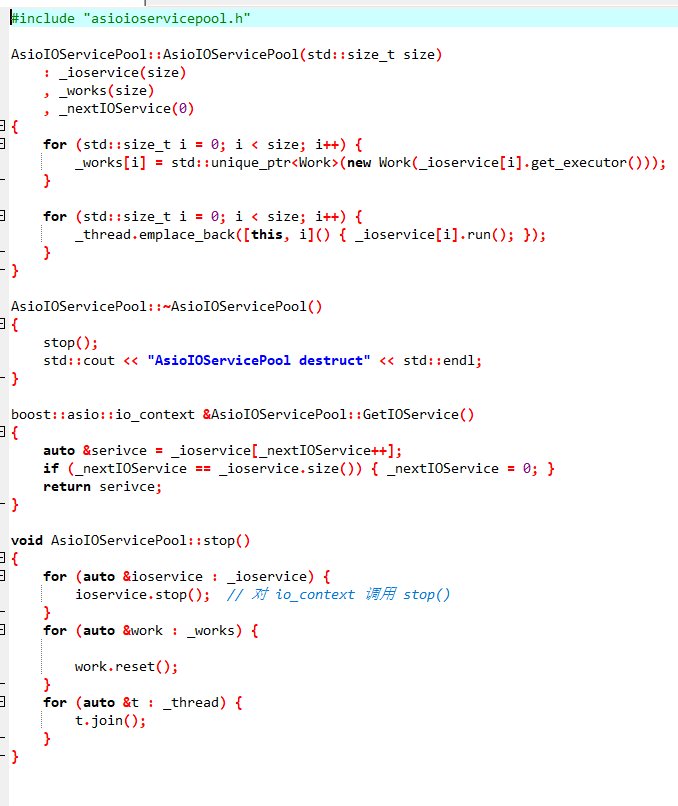 #include "asioioservicepool.h"
AsioIOServicePool::AsioIOServicePool(std::size_t size)
: _ioservice(size)
, _works(size)
, _nextIOService(0)
{
for (std::size_t i = 0; i < size; i++) {
_works[i] = std::unique_ptr<Work>(new Work(_ioservice[i].get_executor()));
}
for (std::size_t i = 0; i < size; i++) {
_thread.emplace_back([this, i]() { _ioservice[i].run(); });
}
}
AsioIOServicePool::~AsioIOServicePool()
{
stop();
std::cout << "AsioIOServicePool destruct" << std::endl;
}
boost::asio::io_context &AsioIOServicePool::GetIOService()
{
auto &serivce = _ioservice[_nextIOService++];
if (_nextIOService == _ioservice.size()) { _nextIOService = 0; }
return serivce;
}
void AsioIOServicePool::stop()
{
for (auto &ioservice : _ioservice) {
ioservice.stop(); // 对 io_context 调用 stop()
}
for (auto &work : _works) {
work.reset();
}
for (auto &t : _thread) {
t.join();
}
}